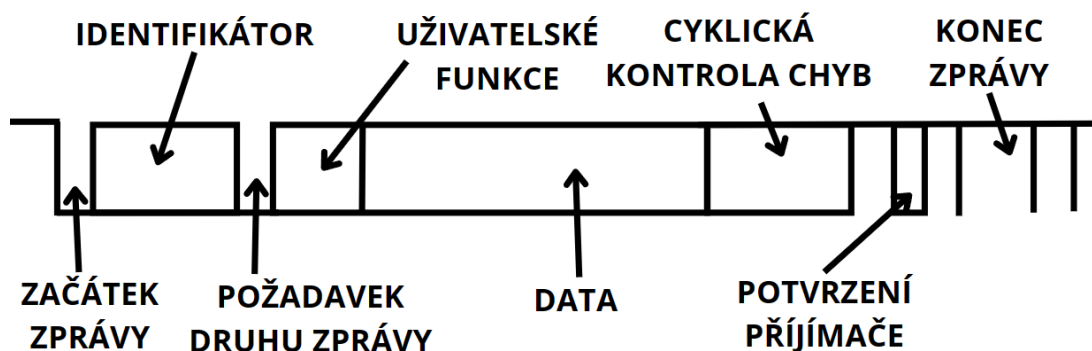 IDENTIFIKÁTOR
UŽIVATELSKÉ
FUNKCE
CYKLICKÁ
KONTROLA CHYB
KONEC
ZPRÁVY
ZAČÁTEK
ZPRÁVY
POŽADAVEK
DRUHU ZPRÁVY
DATA
POTVRZENÍ
PŘÍJÍMAČE